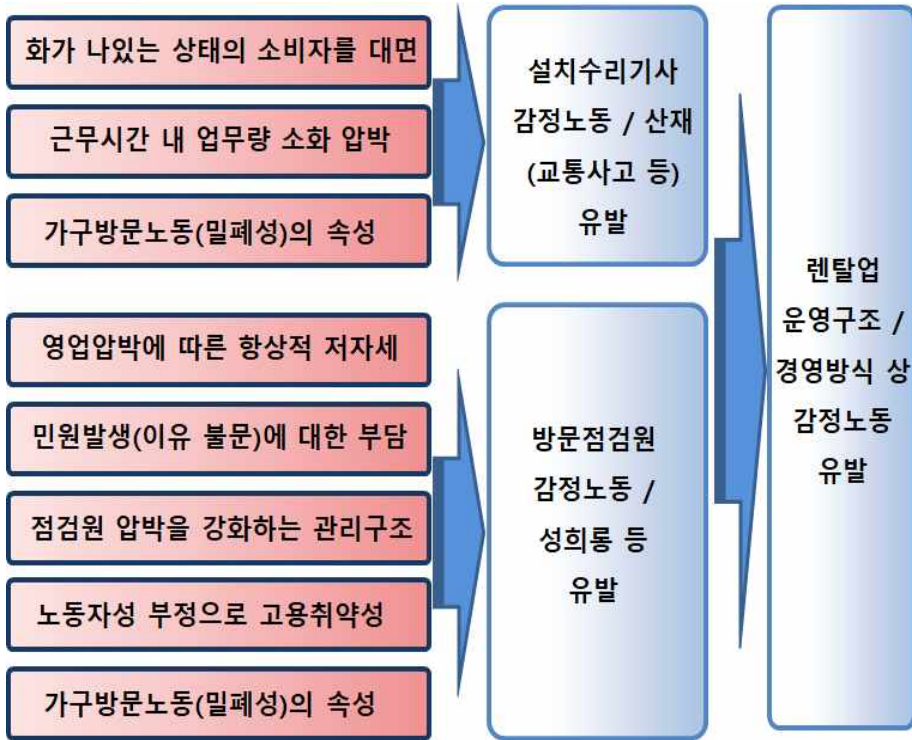 화가 나있는 상태의 소비자를 대면
근무시간 내 업무량 소화 압박
가구방문노동(밀폐성)의 속성
설치수리기사
감정노동 / 산재
(교통사고 등)
유발
영업압박에 따른 항상적 저자세
민원발생(이유 불문)에 대한 부담
점검원 압박을 강화하는 관리구조
노동자성 부정으로 고용취약성
가구방문노동(밀폐성)의 속성
방문점검원
감정노동 /
성희롱 등
유발
렌탈업
운영구조 /
경영방식 상
감정노동
유발